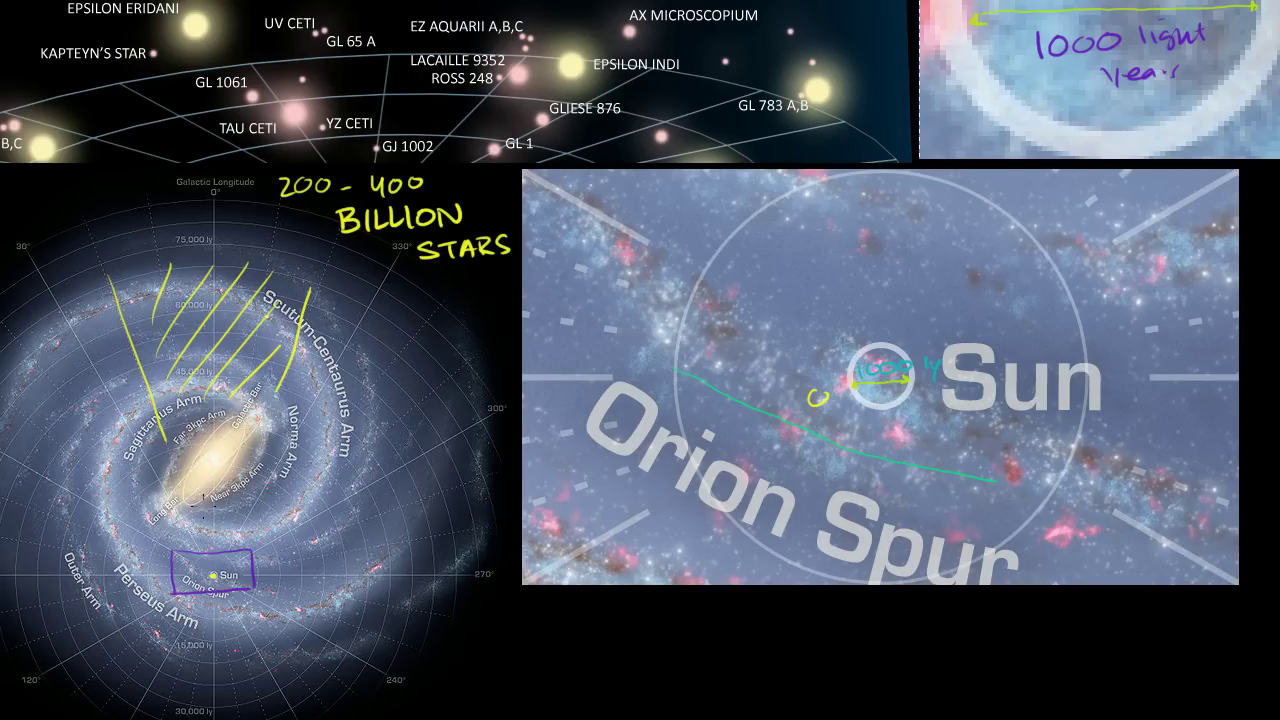 EPSILON ERIDANI
UV CETI
GL 65 A
EZ AQUARII A,B,C
AX MICROSCOPIUM
KAPTEYN'S STAR
LACAILLE 9352
ROSS 248
EPSILON INDI
GL 1061
GL 783 A,B
GLIESE 876
TAU CETI
YZ CETI
B,C
GJ 1002
GL 1
1000 light
years
Galactic Longitude
0°
200 - 400
BILLION
STARS
30°
330°
75,000 ly
60,000 ly
45,000 ly
Scutum-Centaurus Arm
Sagittarius Arm
Far 3kpc Arm
Galactic Bar
Norma Arm
300°
Near 3kpc Arm
Long Bar
Sun
Orion Spur
270°
Outer Arm
Perseus Arm
15,000 ly
120°
240°
30,000 ly
1000 ly
Sun
Orion Spur